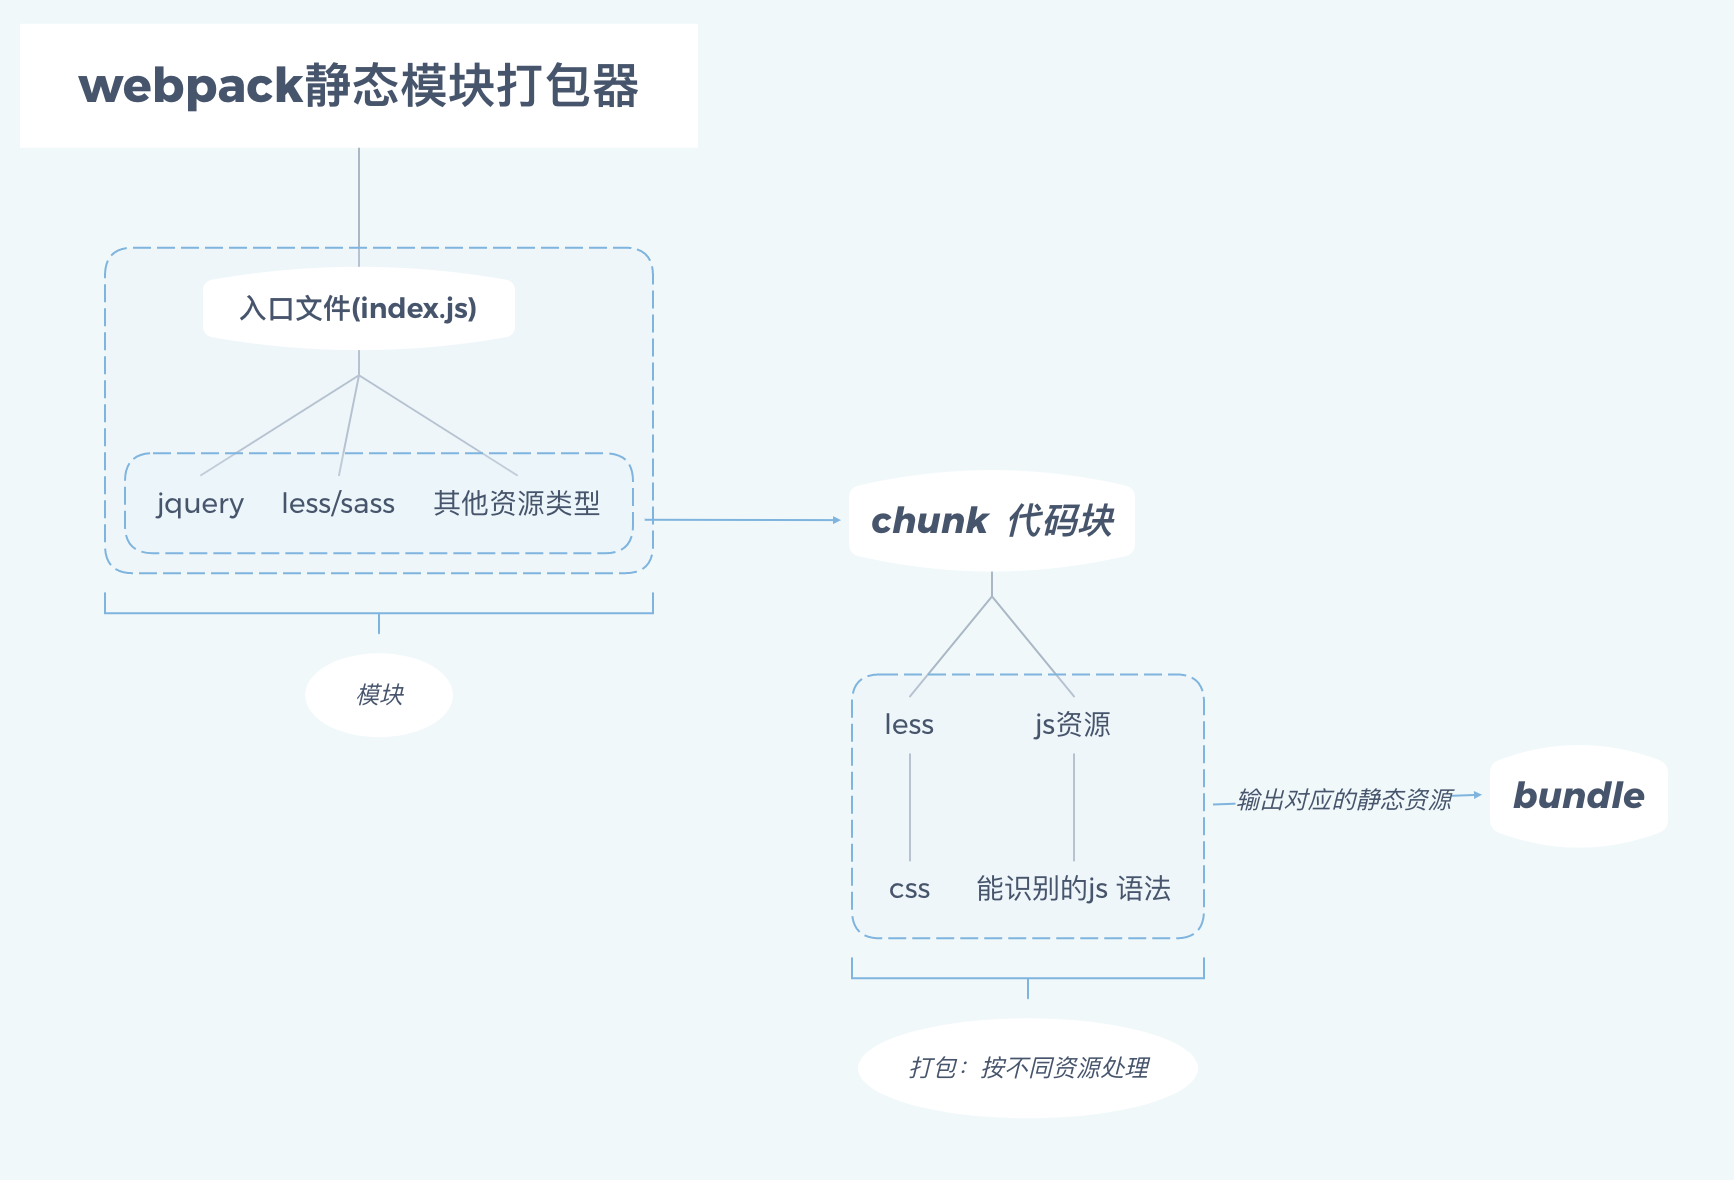 webpack静态模块打包器
入口文件(index.js)
jquery
less/sass
其他资源类型
模块
chunk 代码块
less
js资源
css
能识别的js 语法
打包：按不同资源处理
输出对应的静态资源
bundle